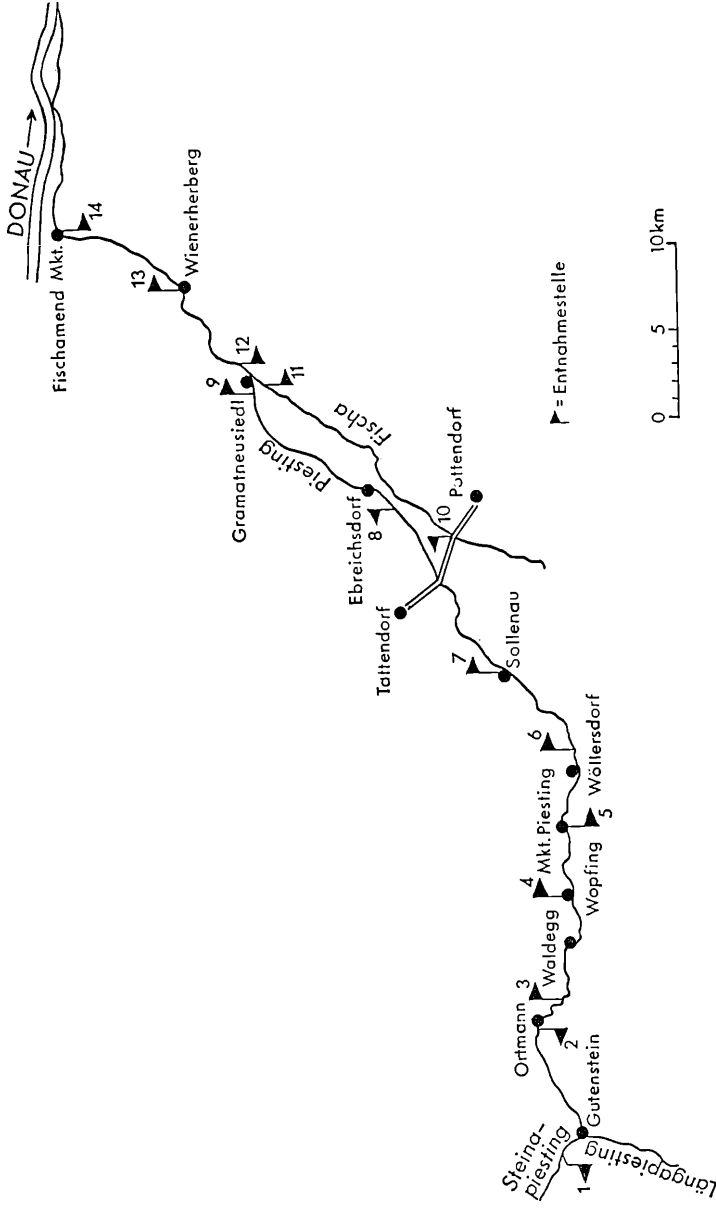 DONAU
Fischamend Mkt.
14
13
Wienerherberg
12
11
9
Gramatneusiedl
Fischa
Piesting
Ebreichsdorf
8
10
Pottendorf
Tattendorf
7
Sollenau
6
Wöllersdorf
Mkt. Piesting
5
4
Wopfing
Waldegg
3
Ortmann
2
Gutenstein
Steina-
piesting
1
Längapiesting
= Entnahmestelle
0 5 10 km